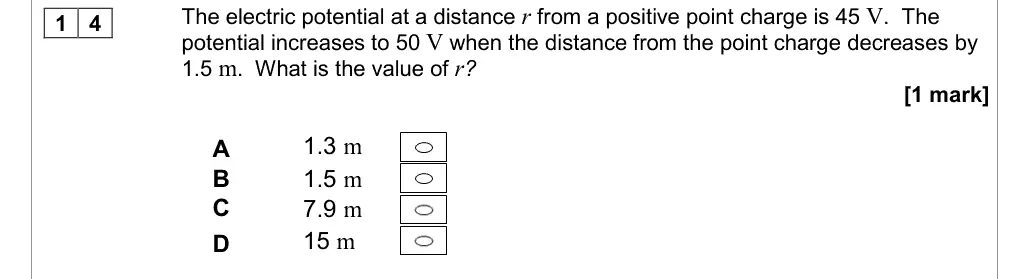 1 4 The electric potential at a distance r from a positive point charge is 45 V. The
potential increases to 50 V when the distance from the point charge decreases by
1.5 m. What is the value of r?
[1 mark]
A 1.3 m
B 1.5 m
C 7.9 m
D 15 m